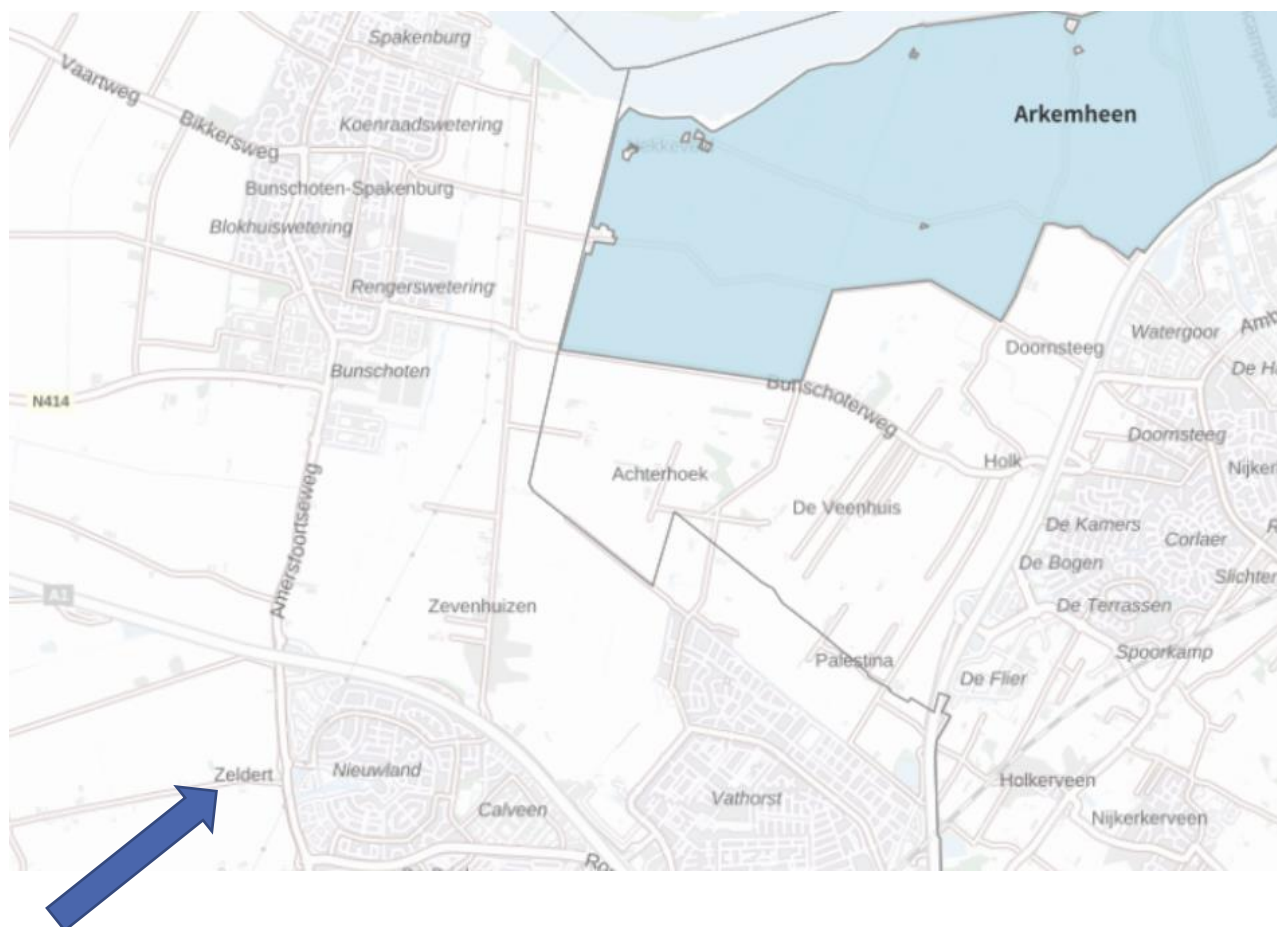 Spakenburg
Vaartweg
Bikkersweg
Koenraadswetering
Arkemheen
Nekkeveld
Bunschoten-Spakenburg
Blokhuiswetering
Rengerswetering
Watergoor
Doornsteeg
Bunschoten
Bunschoterweg
N414
Doornsteeg
Holk
Achterhoek
De Veenhuis
De Kamers
Corlaer
De Bogen
Amersfoortseweg
A1
Zevenhuizen
De Terrassen
Spoorkamp
Palestina
De Flier
Zeldert
Nieuwland
Calveen
Vathorst
Holkerveen
Nijkerkerveen